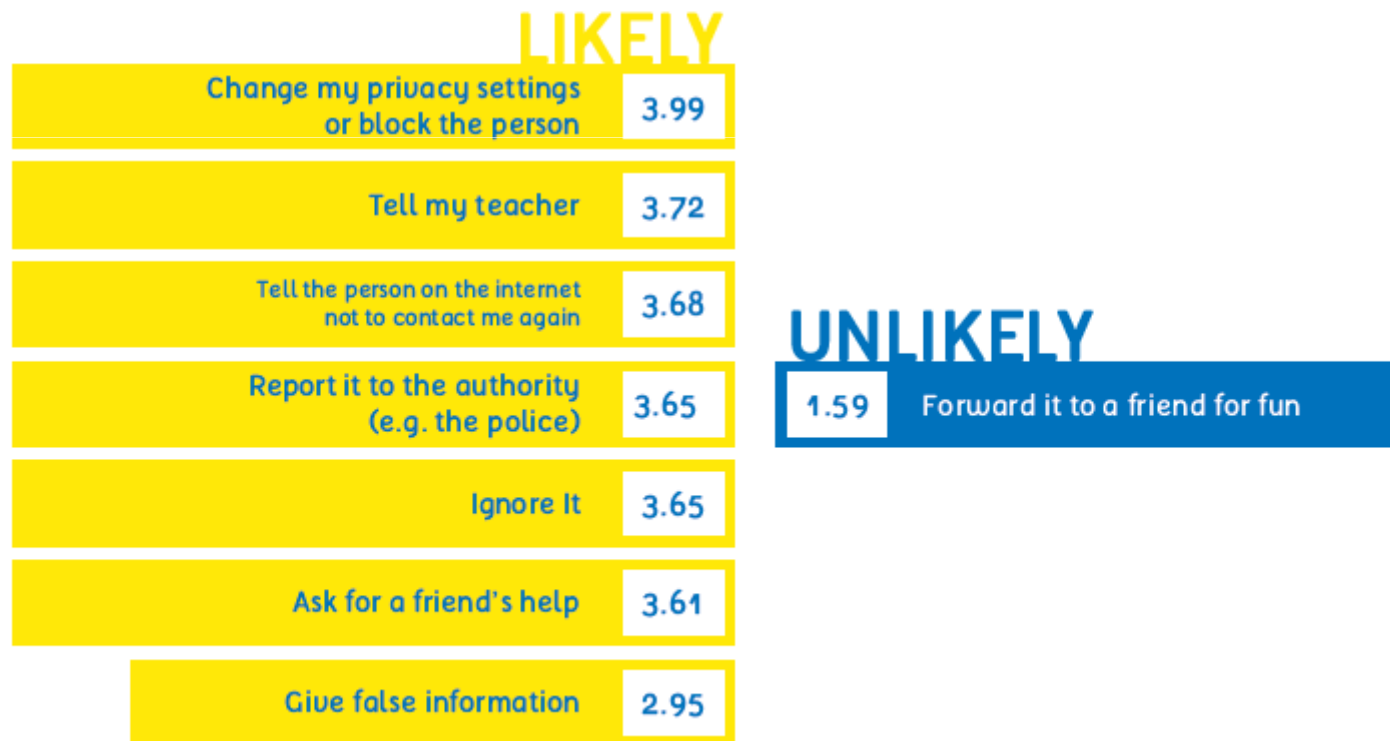 LIKELY
Change my privacy settings
or block the person
3.99
Tell my teacher
3.72
Tell the person on the internet
not to contact me again
3.68
Report it to the authority
(e.g. the police)
3.65
Ignore It
3.65
Ask for a friend's help
3.61
Give false information
2.95
UNLIKELY
1.59
Forward it to a friend for fun